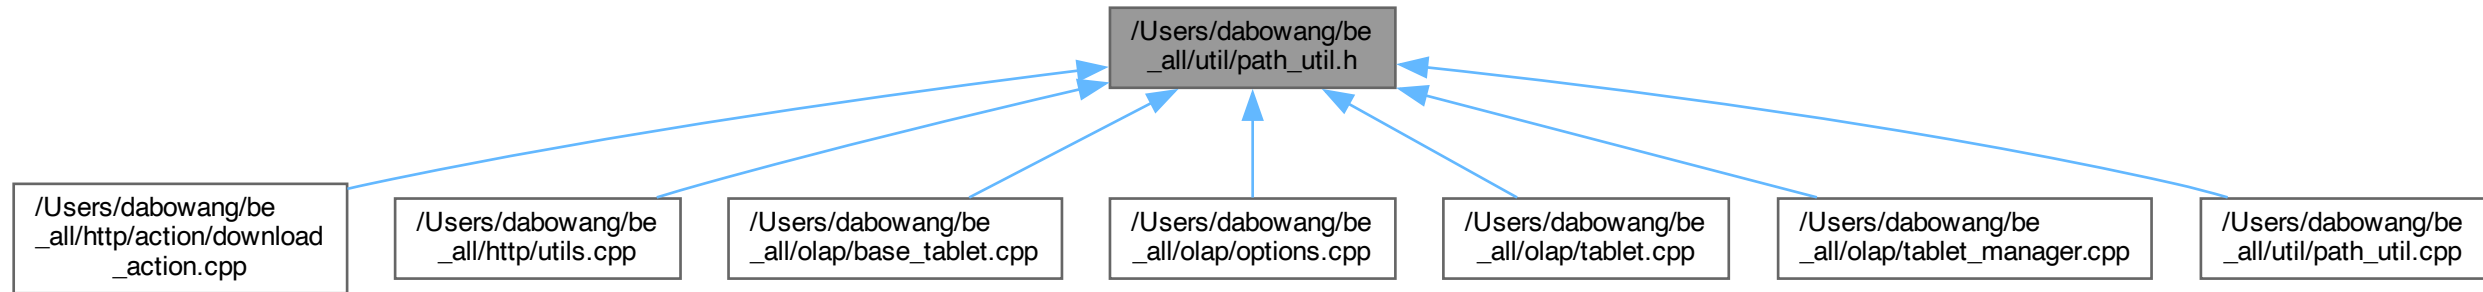 /Users/dabowang/be
_all/util/path_util.h
/Users/dabowang/be
_all/http/action/download
_action.cpp
/Users/dabowang/be
_all/http/utils.cpp
/Users/dabowang/be
_all/olap/base_tablet.cpp
/Users/dabowang/be
_all/olap/options.cpp
/Users/dabowang/be
_all/olap/tablet.cpp
/Users/dabowang/be
_all/olap/tablet_manager.cpp
/Users/dabowang/be
_all/util/path_util.cpp